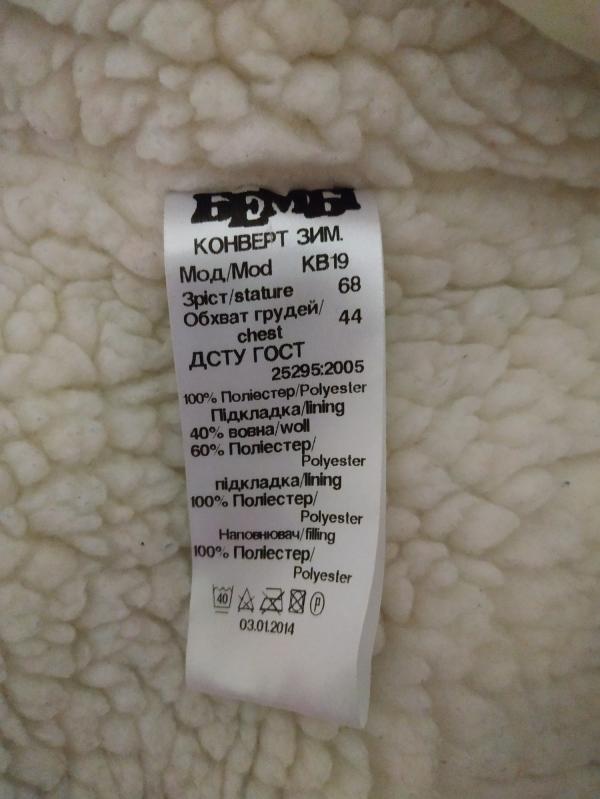 БЕМБІ
КОНВЕРТ ЗИМ.
Мод/Mod КВ19
Зріст/stature 68
Обхват грудей/ 44
chest
ДСТУ ГОСТ
25295:2005
100% Поліестер/Polyester
Підкладка/lining
40% вовна/woll
60% Поліестер/
Polyester
підкладка/lining
100% Поліестер/
Polyester
Наповнювач/filling
100% Поліестер/
Polyester
40 P
03.01.2014